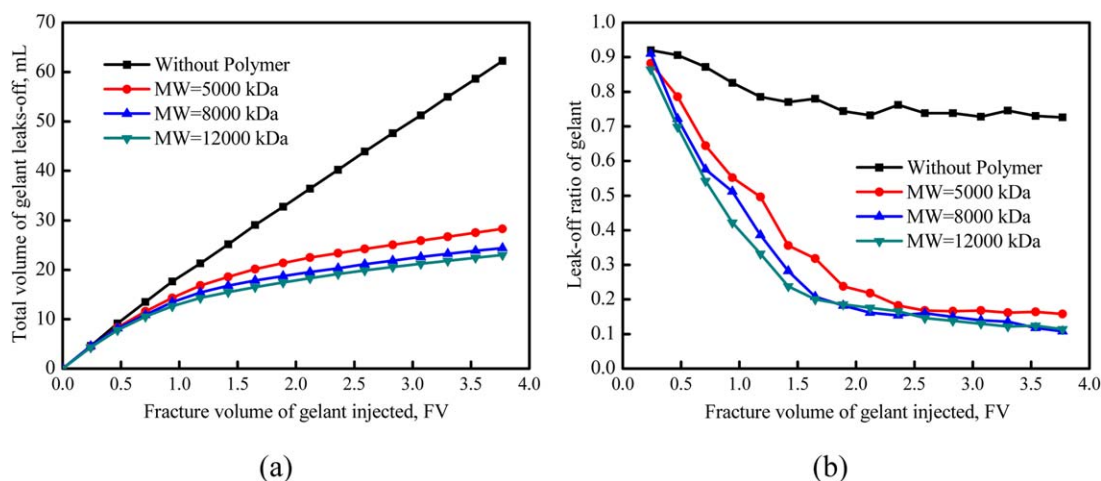 70
60
50
40
30
20
10
0
Total volume of gelant leaks-off, mL
Without Polymer
MW=5000 kDa
MW=8000 kDa
MW=12000 kDa
0.0 0.5 1.0 1.5 2.0 2.5 3.0 3.5 4.0
Fracture volume of gelant injected, FV
(a)
1.0
0.9
0.8
0.7
0.6
0.5
0.4
0.3
0.2
0.1
0.0
Leak-off ratio of gelant
Without Polymer
MW=5000 kDa
MW=8000 kDa
MW=12000 kDa
0.0 0.5 1.0 1.5 2.0 2.5 3.0 3.5 4.0
Fracture volume of gelant injected, FV
(b)